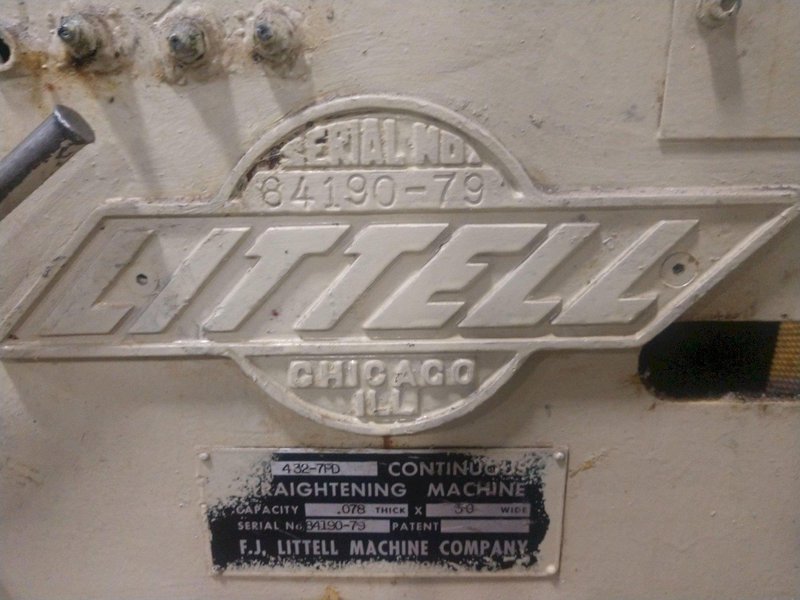 SERIAL NO.
84190-79
LITTELL
CHICAGO
ILL
432-7PD CONTINUOUS
RAIGHTENING MACHINE
CAPACITY .078 THICK X 30 WIDE
SERIAL No 84190-79 PATENT
F.J. LITTELL MACHINE COMPANY